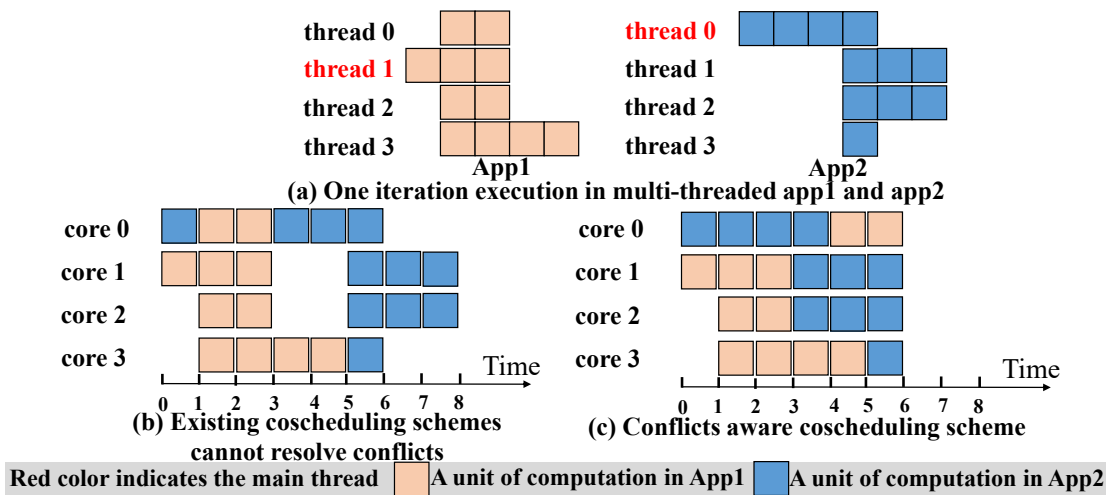 thread 0
thread 1
thread 2
thread 3
App1
thread 0
thread 1
thread 2
thread 3
App2
(a) One iteration execution in multi-threaded app1 and app2
core 0
core 1
core 2
core 3
Time
0 1 2 3 4 5 6 7 8
(b) Existing coscheduling schemes
cannot resolve conflicts
core 0
core 1
core 2
core 3
Time
0 1 2 3 4 5 6 7 8
(c) Conflicts aware coscheduling scheme
Red color indicates the main thread A unit of computation in App1 A unit of computation in App2